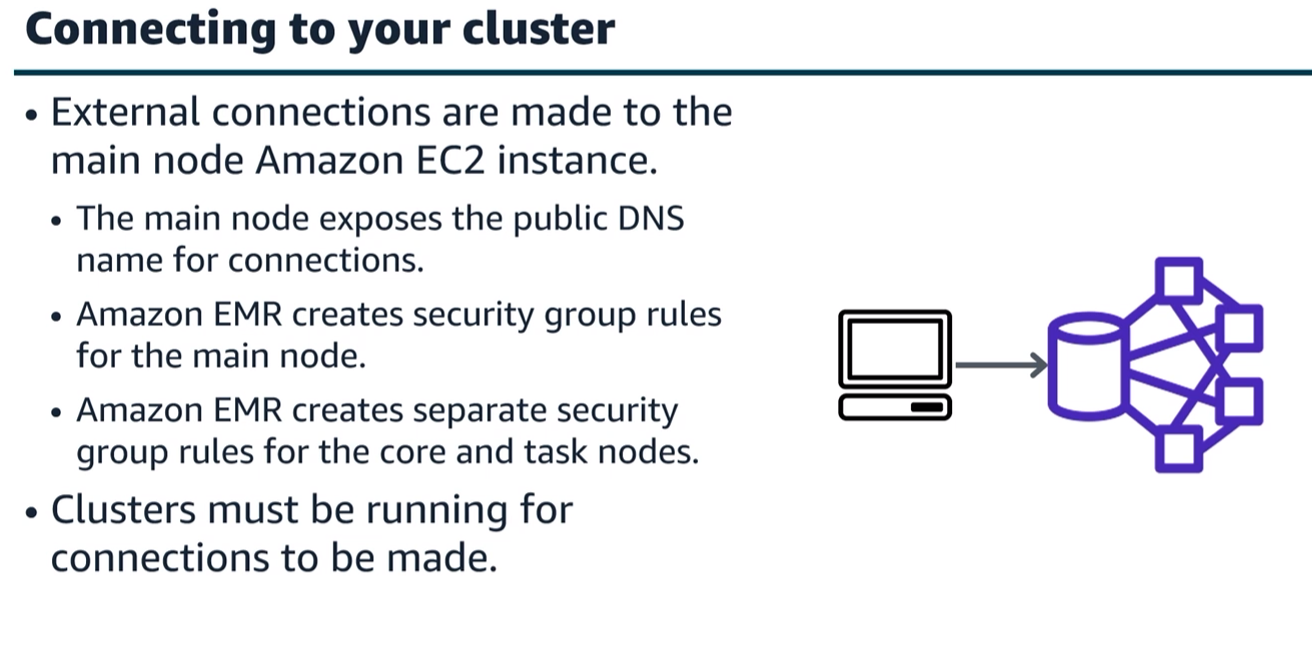 Connecting to your cluster
• External connections are made to the
main node Amazon EC2 instance.
• The main node exposes the public DNS
name for connections.
• Amazon EMR creates security group rules
for the main node.
• Amazon EMR creates separate security
group rules for the core and task nodes.
• Clusters must be running for
connections to be made.